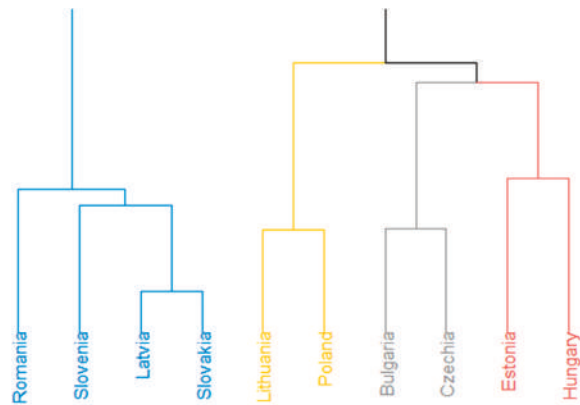 Romania
Slovenia
Latvia
Slovakia
Lithuania
Poland
Bulgaria
Czechia
Estonia
Hungary